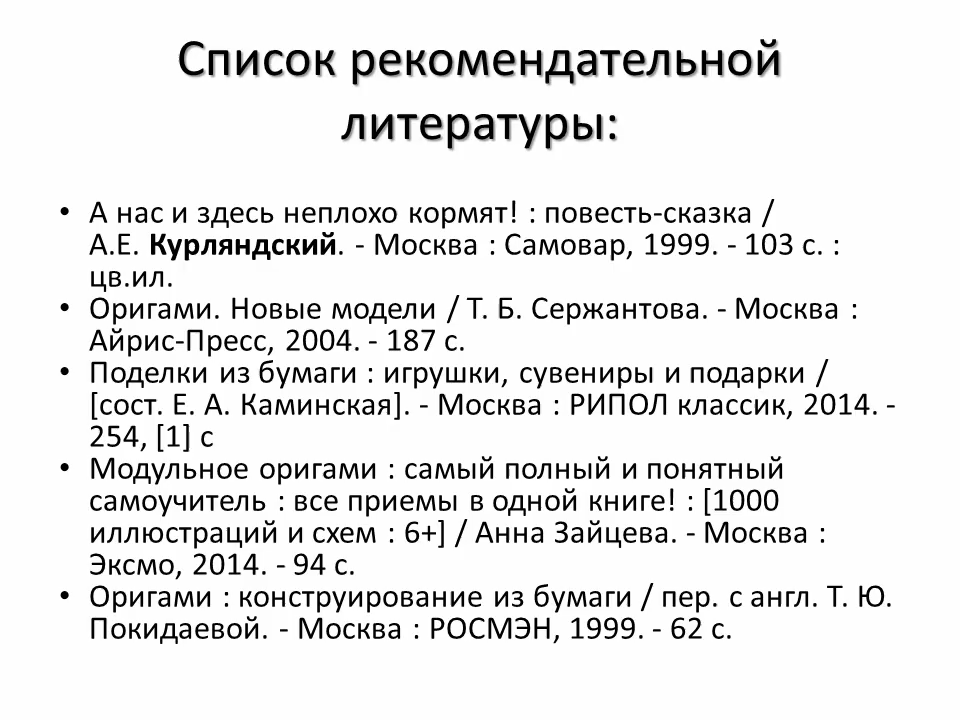 Список рекомендательной
литературы:
• А нас и здесь неплохо кормят! : повесть-сказка /
А.Е. Курляндский. - Москва : Самовар, 1999. - 103 с. :
цв.ил.
• Оригами. Новые модели / Т. Б. Сержантова. - Москва :
Айрис-Пресс, 2004. - 187 с.
• Поделки из бумаги : игрушки, сувениры и подарки /
[сост. Е. А. Каминская]. - Москва : РИПОЛ классик, 2014. -
254, [1] с
• Модульное оригами : самый полный и понятный
самоучитель : все приемы в одной книге! : [1000
иллюстраций и схем : 6+] / Анна Зайцева. - Москва :
Эксмо, 2014. - 94 с.
• Оригами : конструирование из бумаги / пер. с англ. Т. Ю.
Покидаевой. - Москва : РОСМЭН, 1999. - 62 с.